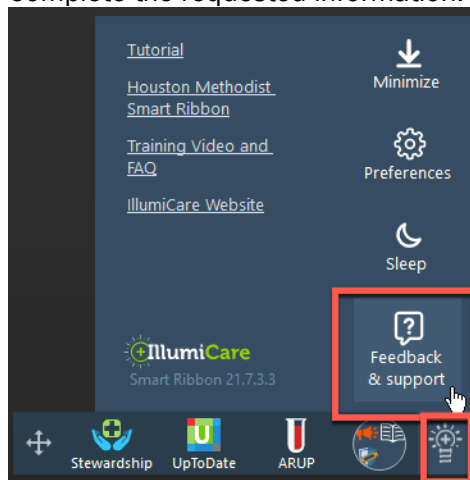 complete the requested information.
Tutorial
Houston Methodist
Smart Ribbon
Training Video and
FAQ
IllumiCare Website
Minimize
Preferences
Sleep
Feedback
& support
IllumiCare
Smart Ribbon 21.7.3.3
Stewardship
UpToDate
ARUP